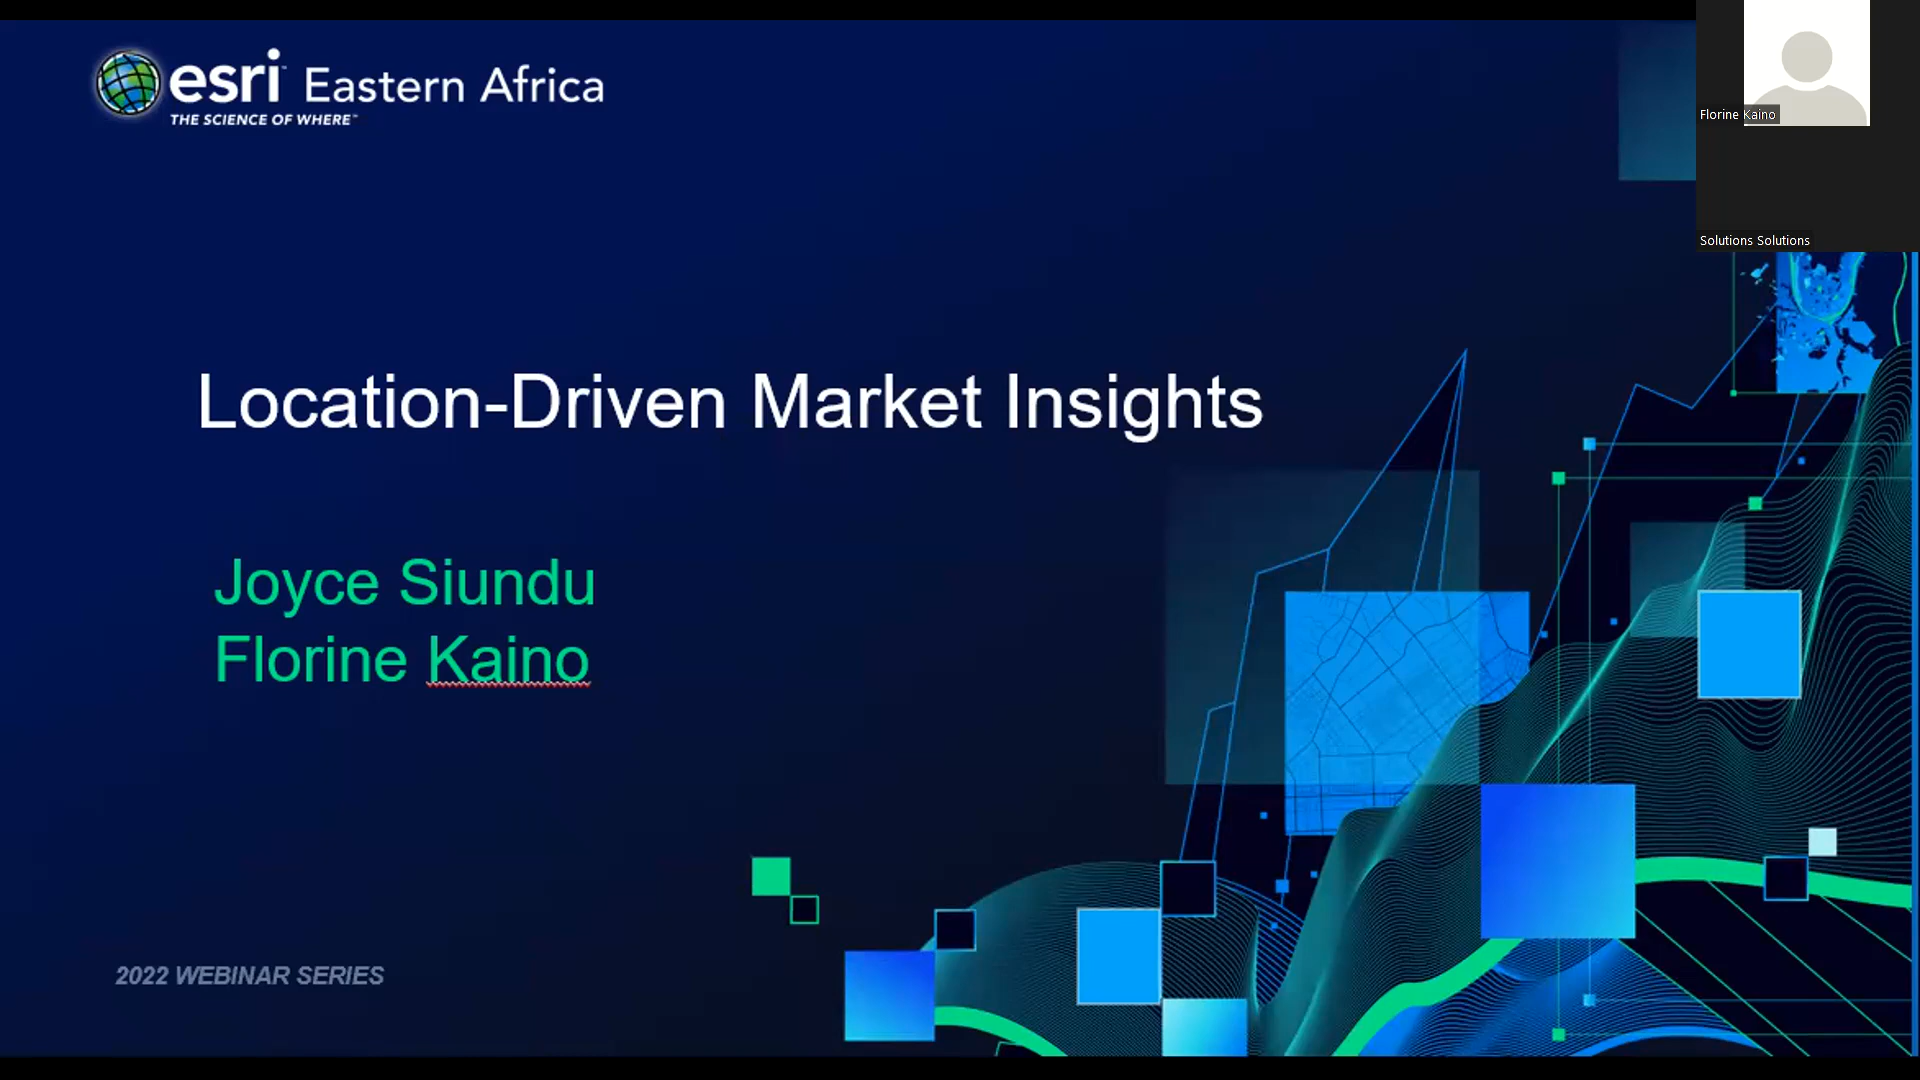 esri Eastern Africa
THE SCIENCE OF WHERE™
Florine Kaino
Solutions Solutions
Location-Driven Market Insights
Joyce Siundu
Florine Kaino
2022 WEBINAR SERIES